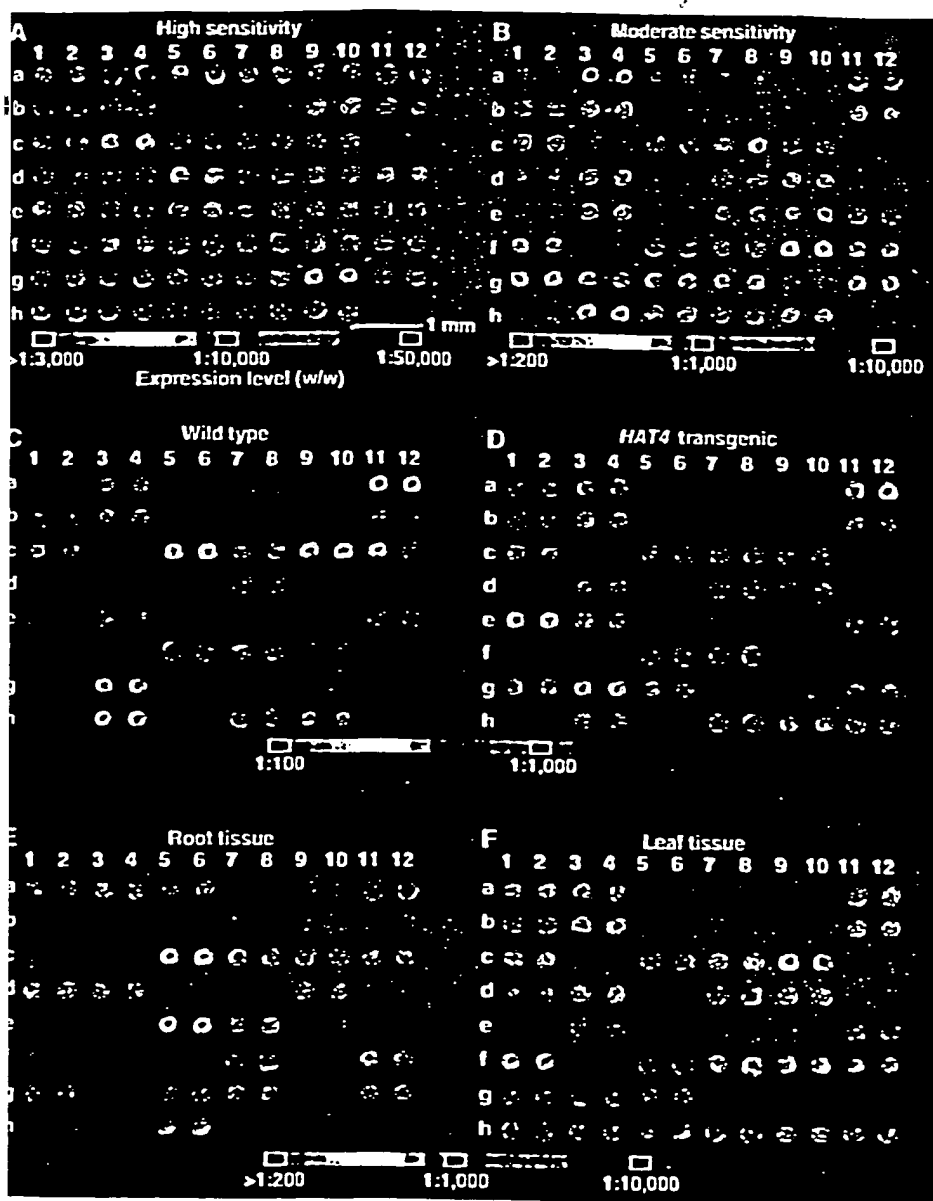 A High sensitivity
1 2 3 4 5 6 7 8 9 10 11 12
a
b
c
d
e
f
g
h
1 mm
>1:3,000 1:10,000 1:50,000
Expression level (w/w)
B Moderate sensitivity
1 2 3 4 5 6 7 8 9 10 11 12
a
b
c
d
e
f
g
h
>1:200 1:1,000 1:10,000
C Wild type
1 2 3 4 5 6 7 8 9 10 11 12
a
b
c
d
e
g
h
D HAT4 transgenic
1 2 3 4 5 6 7 8 9 10 11 12
a
b
c
d
e
f
g
h
1:100 1:1,000
E Root tissue
1 2 3 4 5 6 7 8 9 10 11 12
a
b
c
d
e
g
h
F Leaf tissue
1 2 3 4 5 6 7 8 9 10 11 12
a
b
c
d
e
f
g
h
>1:200 1:1,000 1:10,000